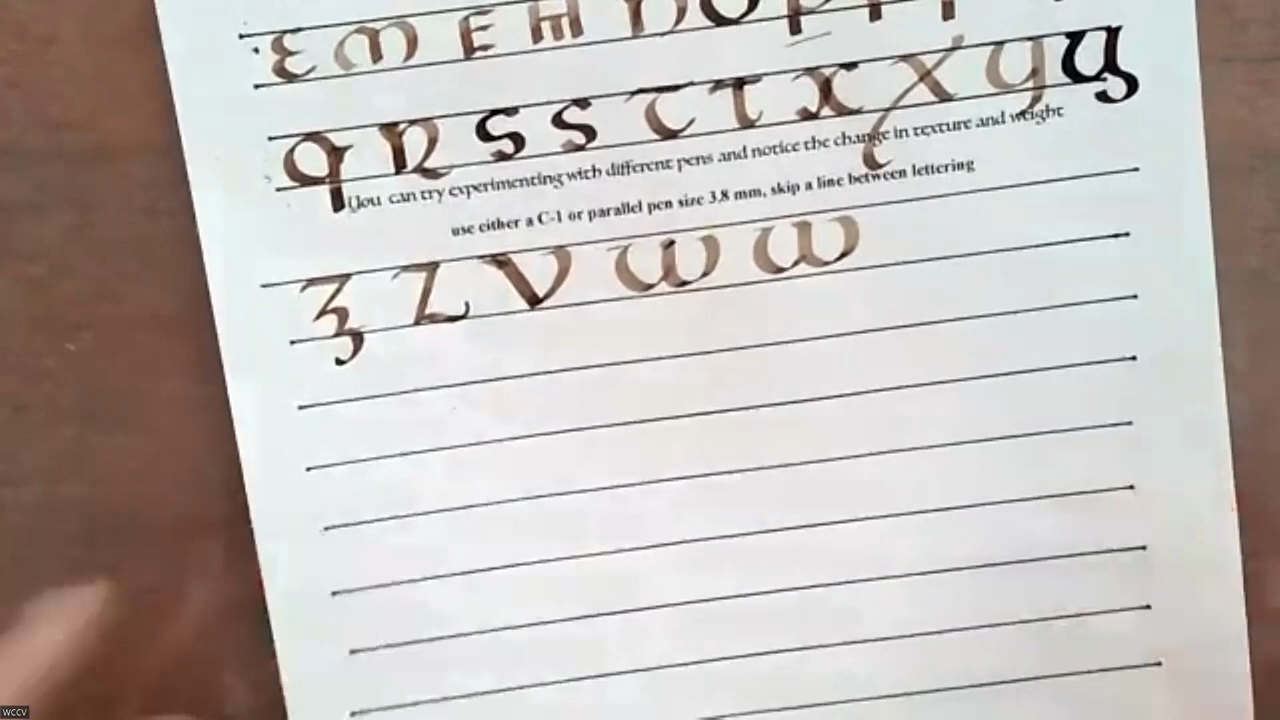 ε m E m n o p
q R s s τ τ x x y y
You can try experimenting with different pens and notice the change in texture and weight
use either a C-1 or parallel pen size 3.8 mm, skip a line between lettering
z z v w w
WCCV